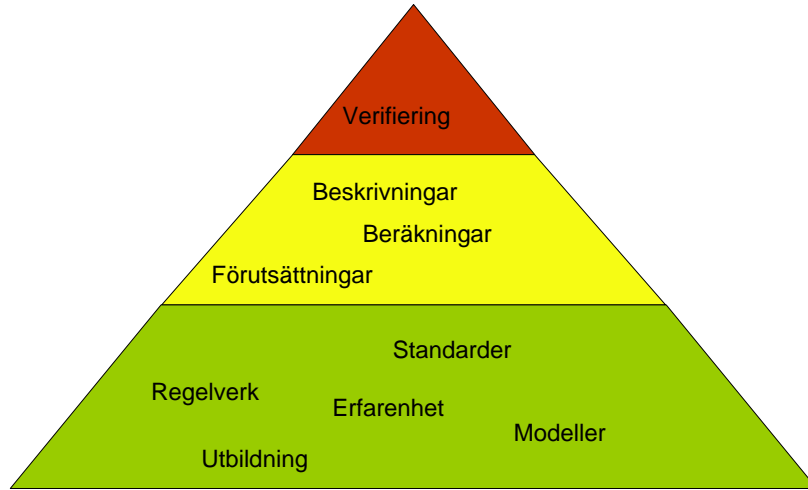 Verifiering
Beskrivningar
Beräkningar
Förutsättningar
Standarder
Regelverk
Erfarenhet
Modeller
Utbildning